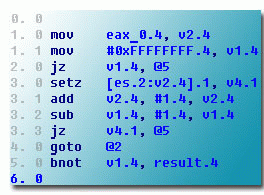 0. 0
1. 0 mov eax_0.4, v2.4
1. 1 mov #0xFFFFFFFF.4, v1.4
2. 0 jz v1.4, @5
3. 0 setz [es.2:v2.4].1, v4.1
3. 1 add v2.4, #1.4, v2.4
3. 2 sub v1.4, #1.4, v1.4
3. 3 jz v4.1, @3
4. 0 goto @2
5. 0 bnot v1.4, result.4
6. 0